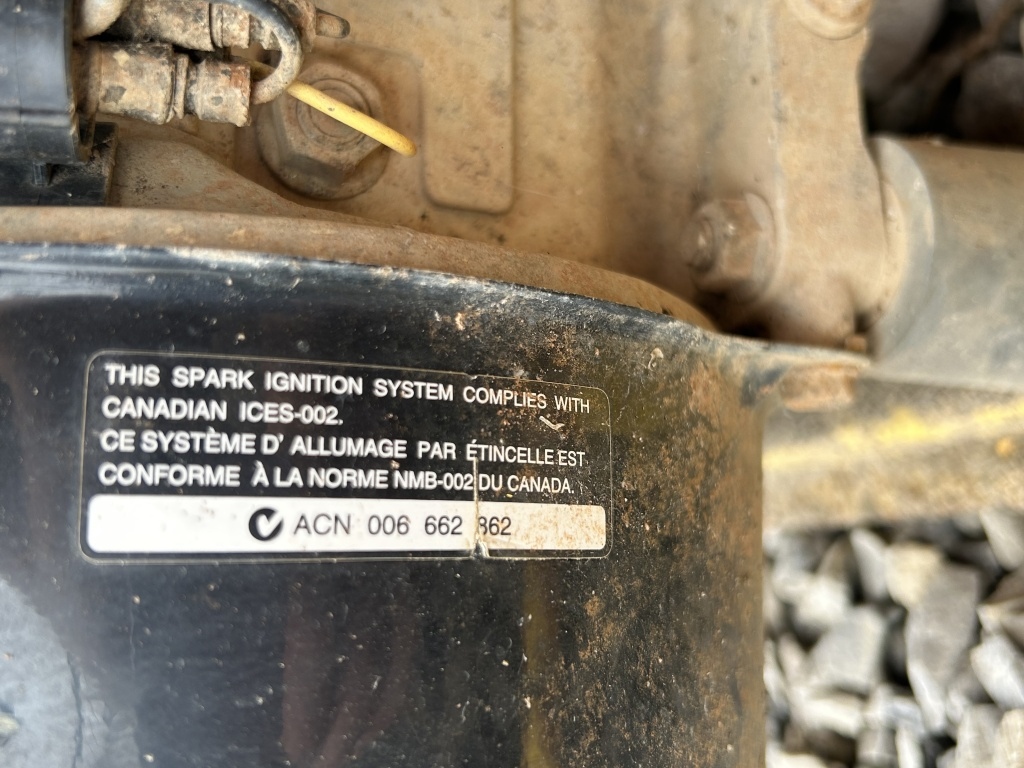 THIS SPARK IGNITION SYSTEM COMPLIES WITH
CANADIAN ICES-002.
CE SYSTÈME D' ALLUMAGE PAR ÉTINCELLE EST
CONFORME À LA NORME NMB-002 DU CANADA.
ACN 006 662 862